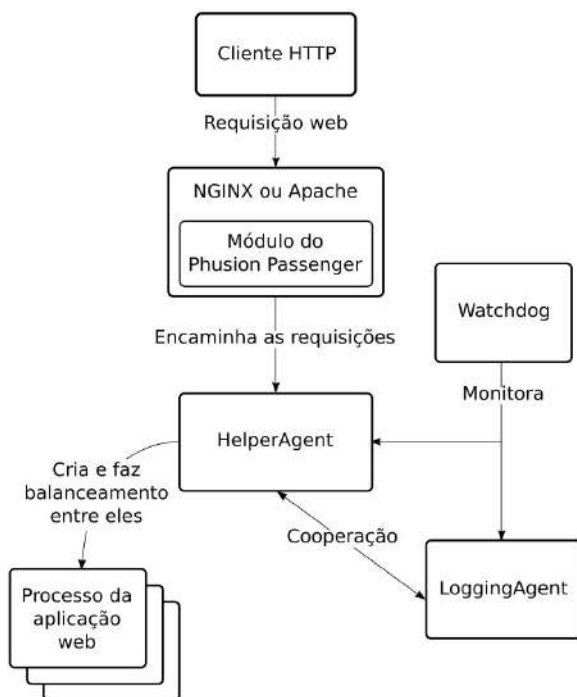 Cliente HTTP
Requisição web
NGINX ou Apache
Módulo do
Phusion Passenger
Encaminha as requisições
Watchdog
Monitora
HelperAgent
Cria e faz
balanceamento
entre eles
Cooperação
LoggingAgent
Processo da
aplicação
web